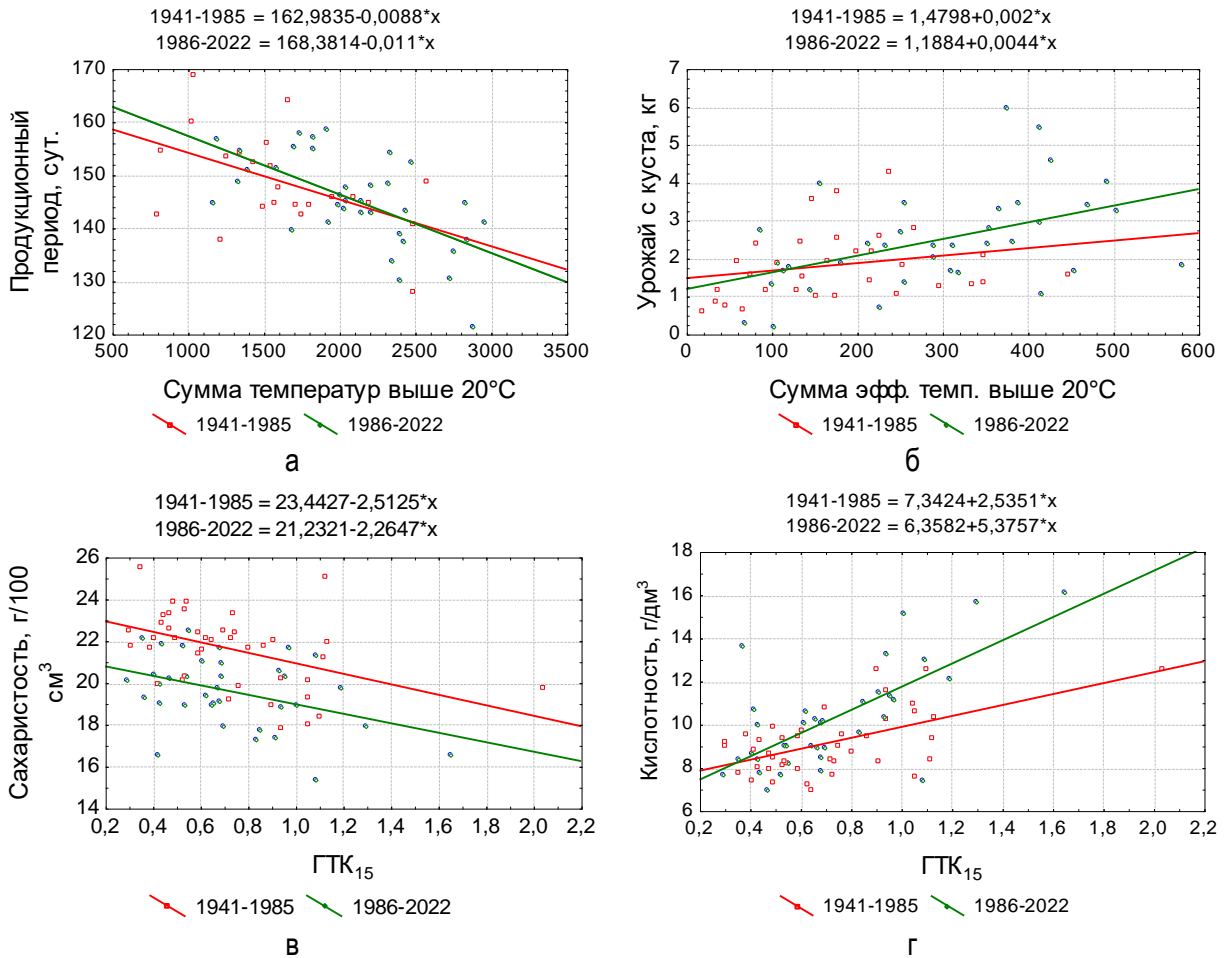 1941-1985 = 162,9835-0,0088*x
1986-2022 = 168,3814-0,011*x
Продукционный
период, сут.
170
160
150
140
130
120
500 1000 1500 2000 2500 3000 3500
Сумма температур выше 20°C
1941-1985 1986-2022
а
1941-1985 = 1,4798+0,002*x
1986-2022 = 1,1884+0,0044*x
Урожай с куста, кг
7
6
5
4
3
2
1
0
0 100 200 300 400 500 600
Сумма эфф. темп. выше 20°C
1941-1985 1986-2022
б
1941-1985 = 23,4427-2,5125*x
1986-2022 = 21,2321-2,2647*x
Сахаристость, г/100
см³
26
24
22
20
18
16
14
0,2 0,4 0,6 0,8 1,0 1,2 1,4 1,6 1,8 2,0 2,2
ГТК₁₅
1941-1985 1986-2022
в
1941-1985 = 7,3424+2,5351*x
1986-2022 = 6,3582+5,3757*x
Кислотность, г/дм³
18
16
14
12
10
8
6
0,2 0,4 0,6 0,8 1,0 1,2 1,4 1,6 1,8 2,0 2,2
ГТК₁₅
1941-1985 1986-2022
г